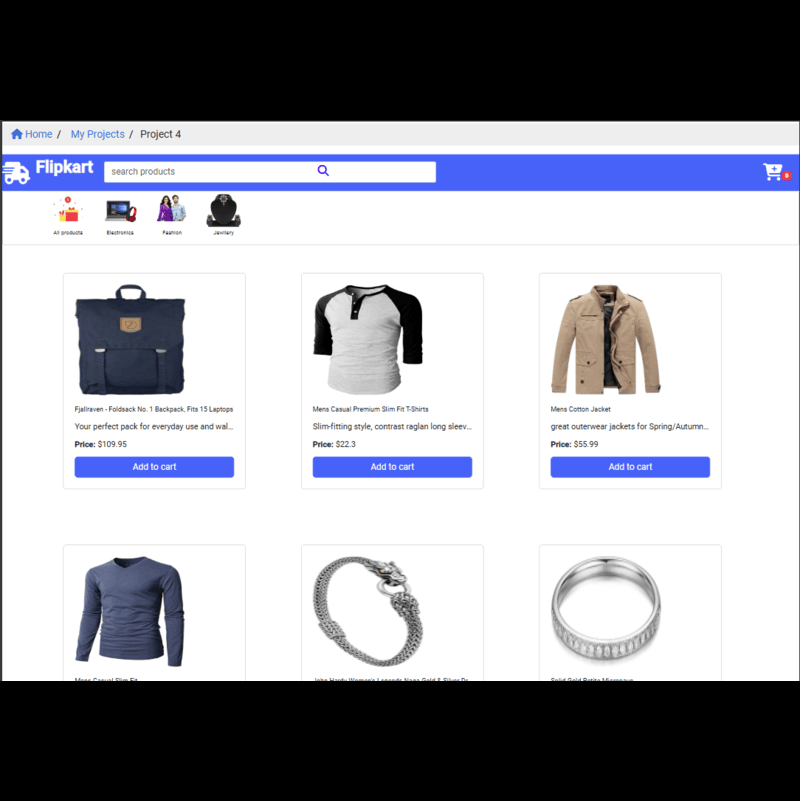 Home / My Projects / Project 4
Flipkart
search products
All products Electronics Fashion Jewllery
Fjallraven - Foldsack No. 1 Backpack, Fits 15 Laptops
Your perfect pack for everyday use and wal...
Price: $109.95
Add to cart
Mens Casual Premium Slim Fit T-Shirts
Slim-fitting style, contrast raglan long sleev...
Price: $22.3
Add to cart
Mens Cotton Jacket
great outerwear jackets for Spring/Autumn...
Price: $55.99
Add to cart
Mens Casual Slim Fit
John Hardy Women's Legends Naga Gold & Silver Dr
Solid Gold Petite Micropave